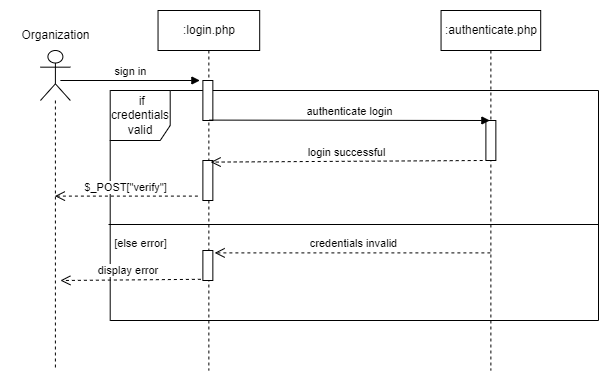 Organization
:login.php
:authenticate.php
sign in
if
credentials
valid
authenticate login
login successful
$_POST["verify"]
[else error]
credentials invalid
display error